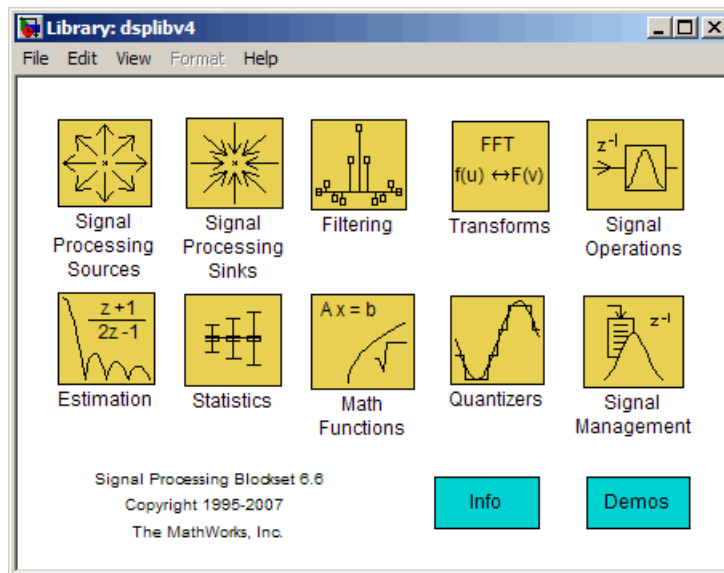 Library: dsplibv4
File Edit View Format Help
FFT
f(u) ↔F(v)
z-I
Signal
Processing
Sources
Signal
Processing
Sinks
Filtering
Transforms
Signal
Operations
z+1
2z-1
Ax = b
z-I
Estimation
Statistics
Math
Functions
Quantizers
Signal
Management
Signal Processing Blockset 6.6
Copyright 1995-2007
The MathWorks, Inc.
Info
Demos